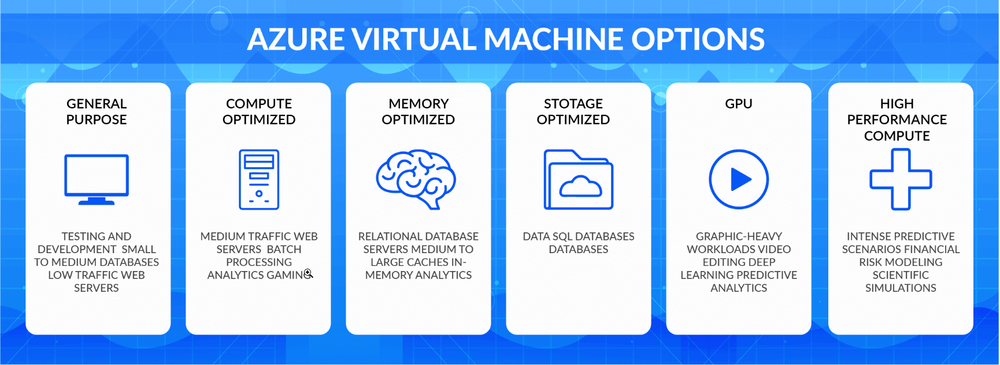 AZURE VIRTUAL MACHINE OPTIONS
GENERAL
PURPOSE
TESTING AND
DEVELOPMENT  SMALL
TO MEDIUM DATABASES
LOW TRAFFIC WEB
SERVERS
COMPUTE
OPTIMIZED
MEDIUM TRAFFIC WEB
SERVERS  BATCH
PROCESSING
ANALYTICS GAMING
MEMORY
OPTIMIZED
RELATIONAL DATABASE
SERVERS MEDIUM TO
LARGE CACHES IN-
MEMORY ANALYTICS
STOTAGE
OPTIMIZED
DATA SQL DATABASES
DATABASES
GPU
GRAPHIC-HEAVY
WORKLOADS VIDEO
EDITING DEEP
LEARNING PREDICTIVE
ANALYTICS
HIGH
PERFORMANCE
COMPUTE
INTENSE PREDICTIVE
SCENARIOS FINANCIAL
RISK MODELING
SCIENTIFIC
SIMULATIONS